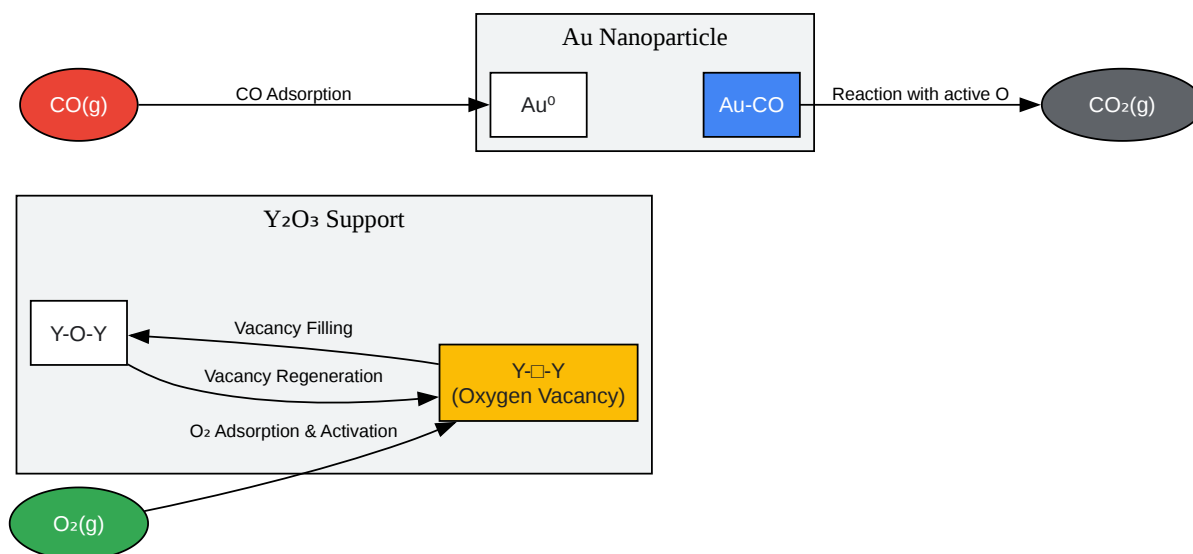 Au Nanoparticle
CO(g)
CO Adsorption
Au⁰
Au-CO
Reaction with active O
CO₂(g)
Y₂O₃ Support
Y-O-Y
Vacancy Filling
Vacancy Regeneration
Y-□-Y
(Oxygen Vacancy)
O₂ Adsorption & Activation
O₂(g)